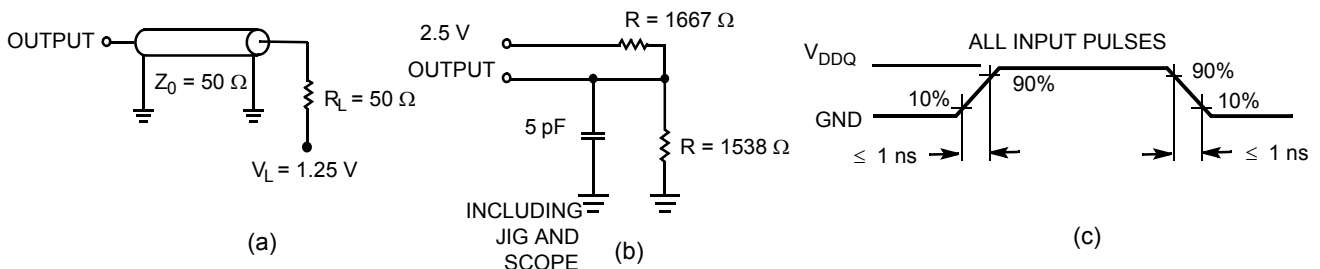 OUTPUT
Z0 = 50 Ω
RL = 50 Ω
VL = 1.25 V
(a)
R = 1667 Ω
2.5 V
OUTPUT
5 pF
R = 1538 Ω
INCLUDING
JIG AND
SCOPE
(b)
ALL INPUT PULSES
VDDQ
90%
10%
90%
10%
GND
≤ 1 ns
≤ 1 ns
(c)